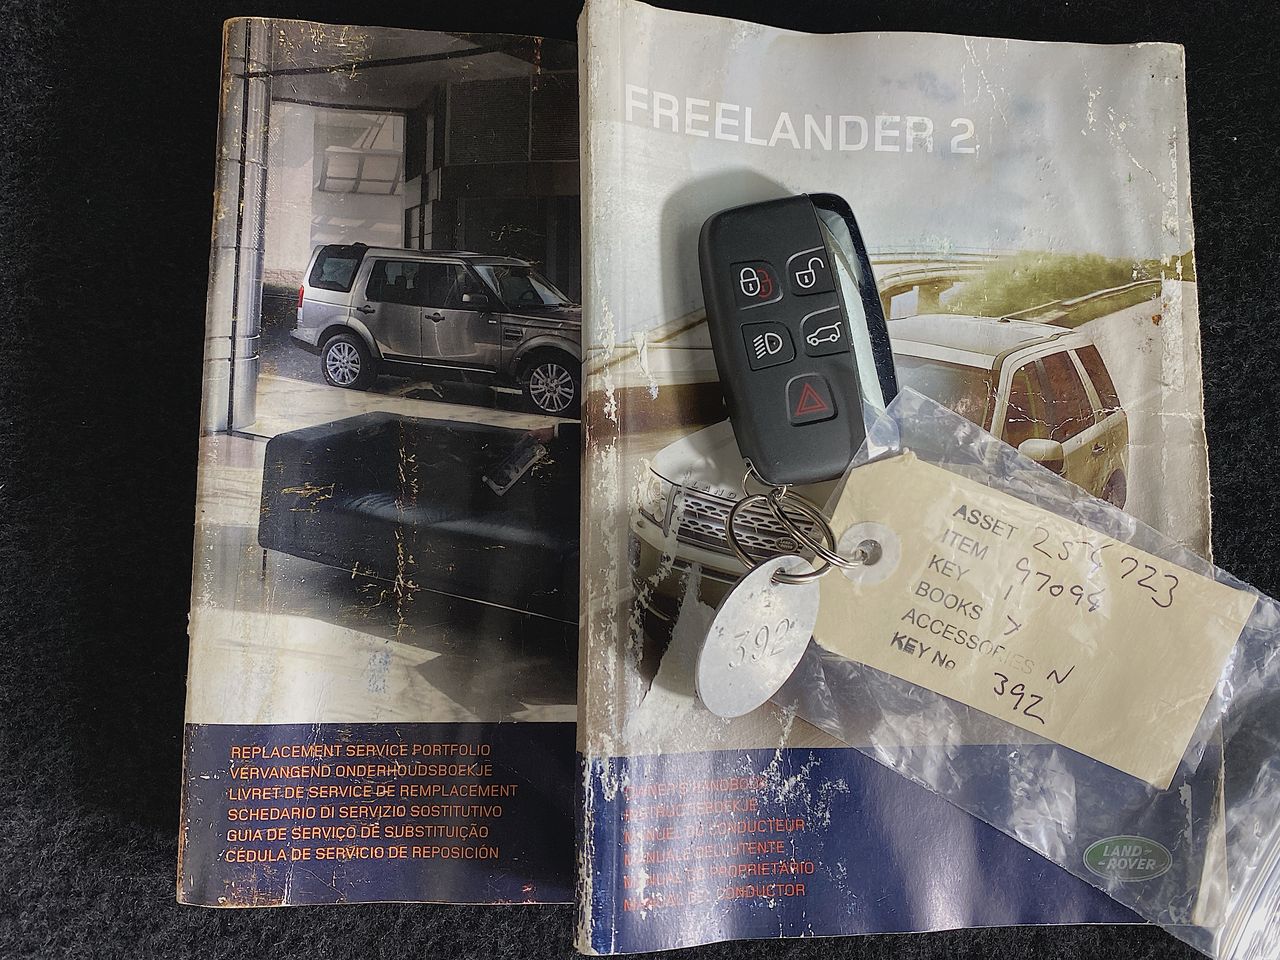 REPLACEMENT SERVICE PORTFOLIO
VERVANGEND ONDERHOUDSBOEKJE
LIVRET DE SERVICE DE REMPLACEMENT
SCHEDARIO DI SERVIZIO SOSTITUTIVO
GUIA DE SERVIÇO DE SUBSTITUIÇÃO
CÉDULA DE SERVICIO DE REPOSICIÓN
FREELANDER 2
LAND
392
ASSET 723
ITEM 97094
KEY 1
BOOKS Y
ACCESSORIES N
KEY No 392
OWNER'S HANDBOOK
INSTRUCTIEBOEKJE
MANUEL DU CONDUCTEUR
MANUALE DELL'UTENTE
MANUAL DO PROPRIETÁRIO
MANUAL DEL CONDUCTOR
LAND-
-ROVER